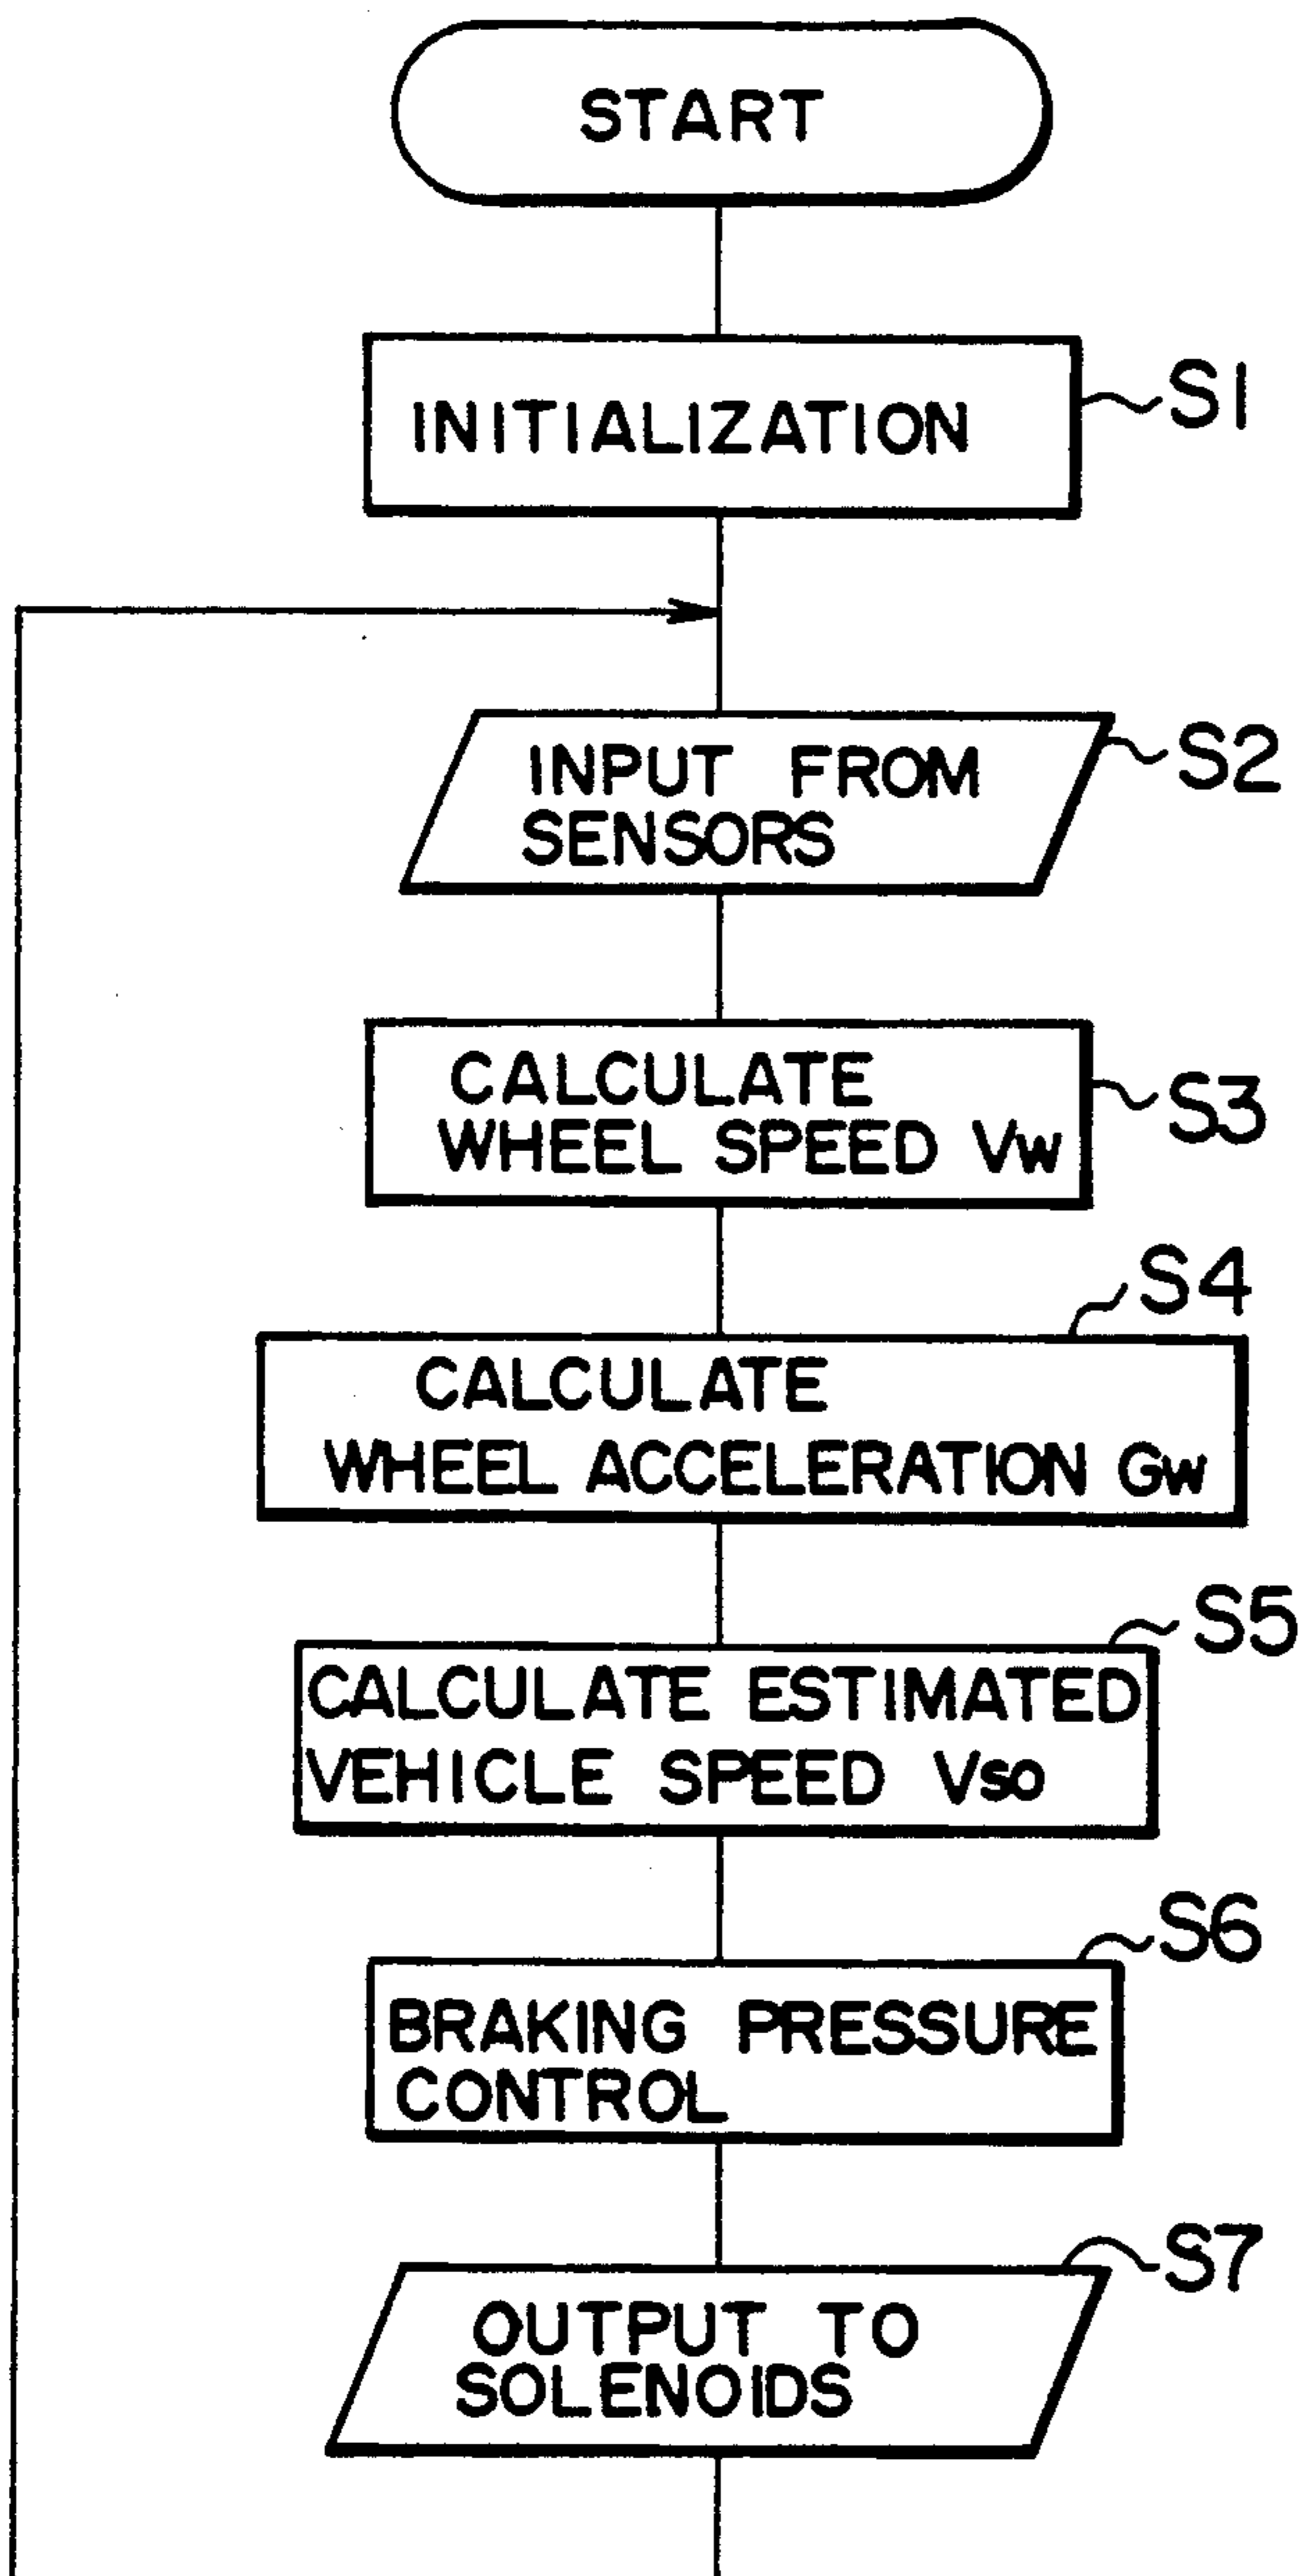 START
INITIALIZATION
S1
INPUT FROM
SENSORS
S2
CALCULATE
WHEEL SPEED Vw
S3
CALCULATE
WHEEL ACCELERATION Gw
S4
CALCULATE ESTIMATED
VEHICLE SPEED Vso
S5
BRAKING PRESSURE
CONTROL
S6
OUTPUT TO
SOLENOIDS
S7